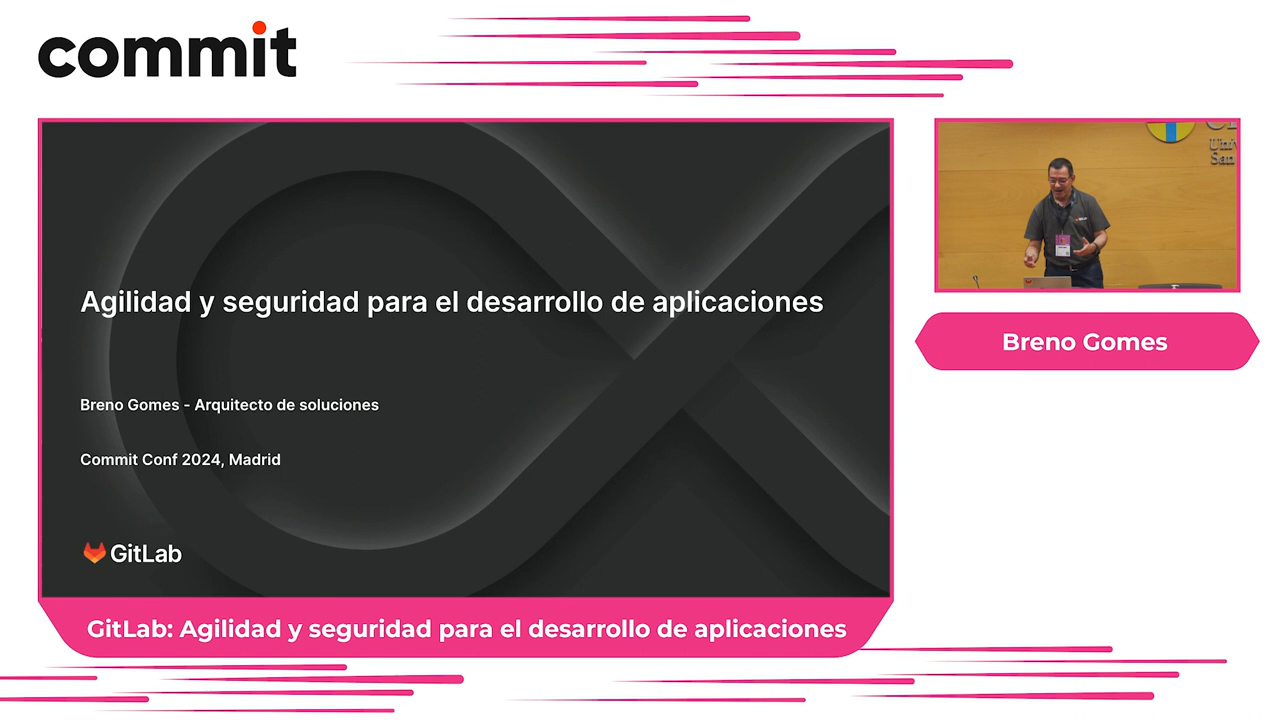 commit
Agilidad y seguridad para el desarrollo de aplicaciones
Breno Gomes - Arquitecto de soluciones
Commit Conf 2024, Madrid
GitLab
Breno Gomes
GitLab: Agilidad y seguridad para el desarrollo de aplicaciones